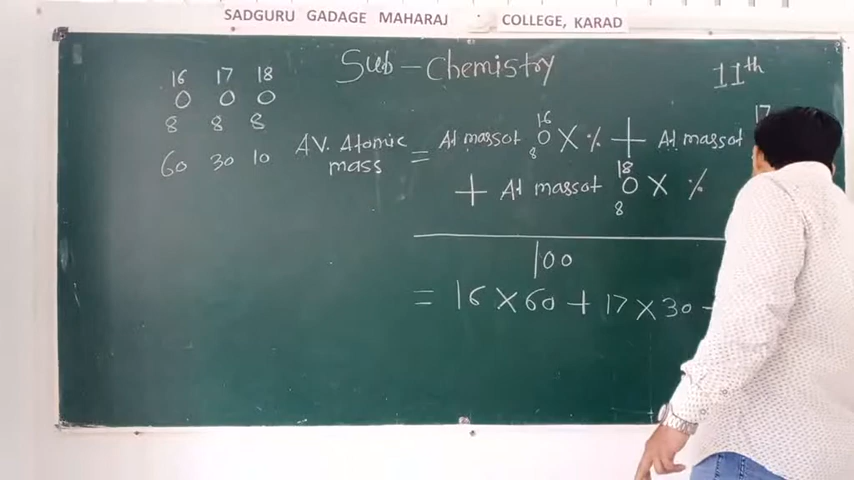 SADGURU GADAGE MAHARAJ COLLEGE, KARAD
Sub - Chemistry 11th
16 17 18
O O O
8 8 8
60 30 10
AV. Atomic mass = At massof 16 8 O X % + At massof 17
+ At massof 18 8 O X %
100
= 16 X 60 + 17 X 30